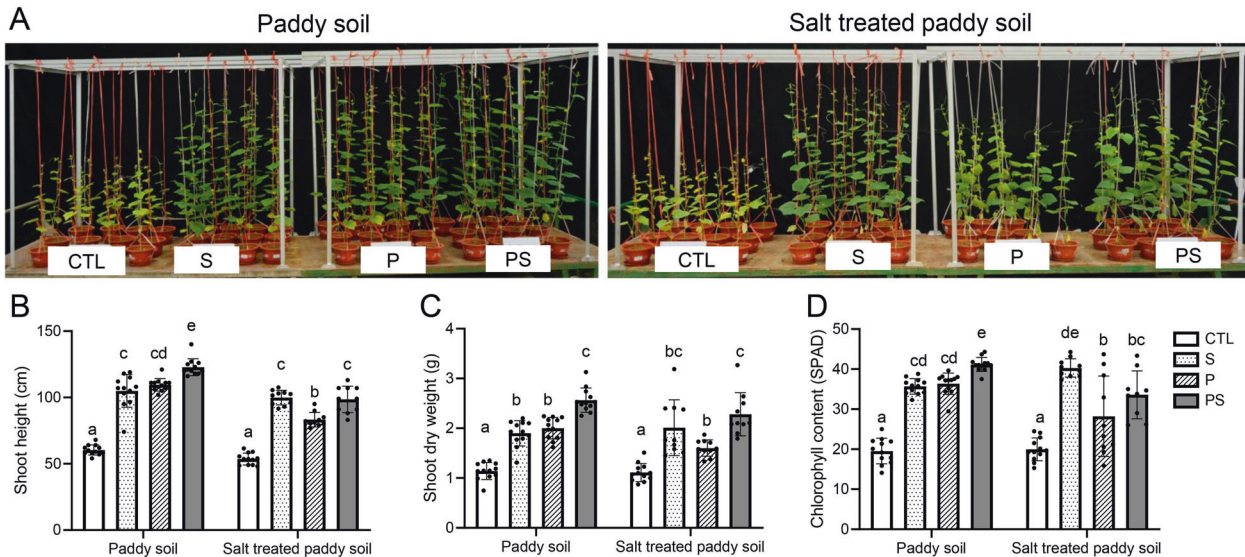 A
Paddy soil
Salt treated paddy soil
CTL
S
P
PS
CTL
S
P
PS
B
Shoot height (cm)
150
100
50
0
a
c
cd
e
a
c
b
c
Paddy soil
Salt treated paddy soil
C
Shoot dry weight (g)
4
3
2
1
0
a
b
b
c
a
bc
b
c
Paddy soil
Salt treated paddy soil
D
Chlorophyll content (SPAD)
50
40
30
20
10
0
a
cd
cd
e
a
de
b
bc
Paddy soil
Salt treated paddy soil
CTL
S
P
PS